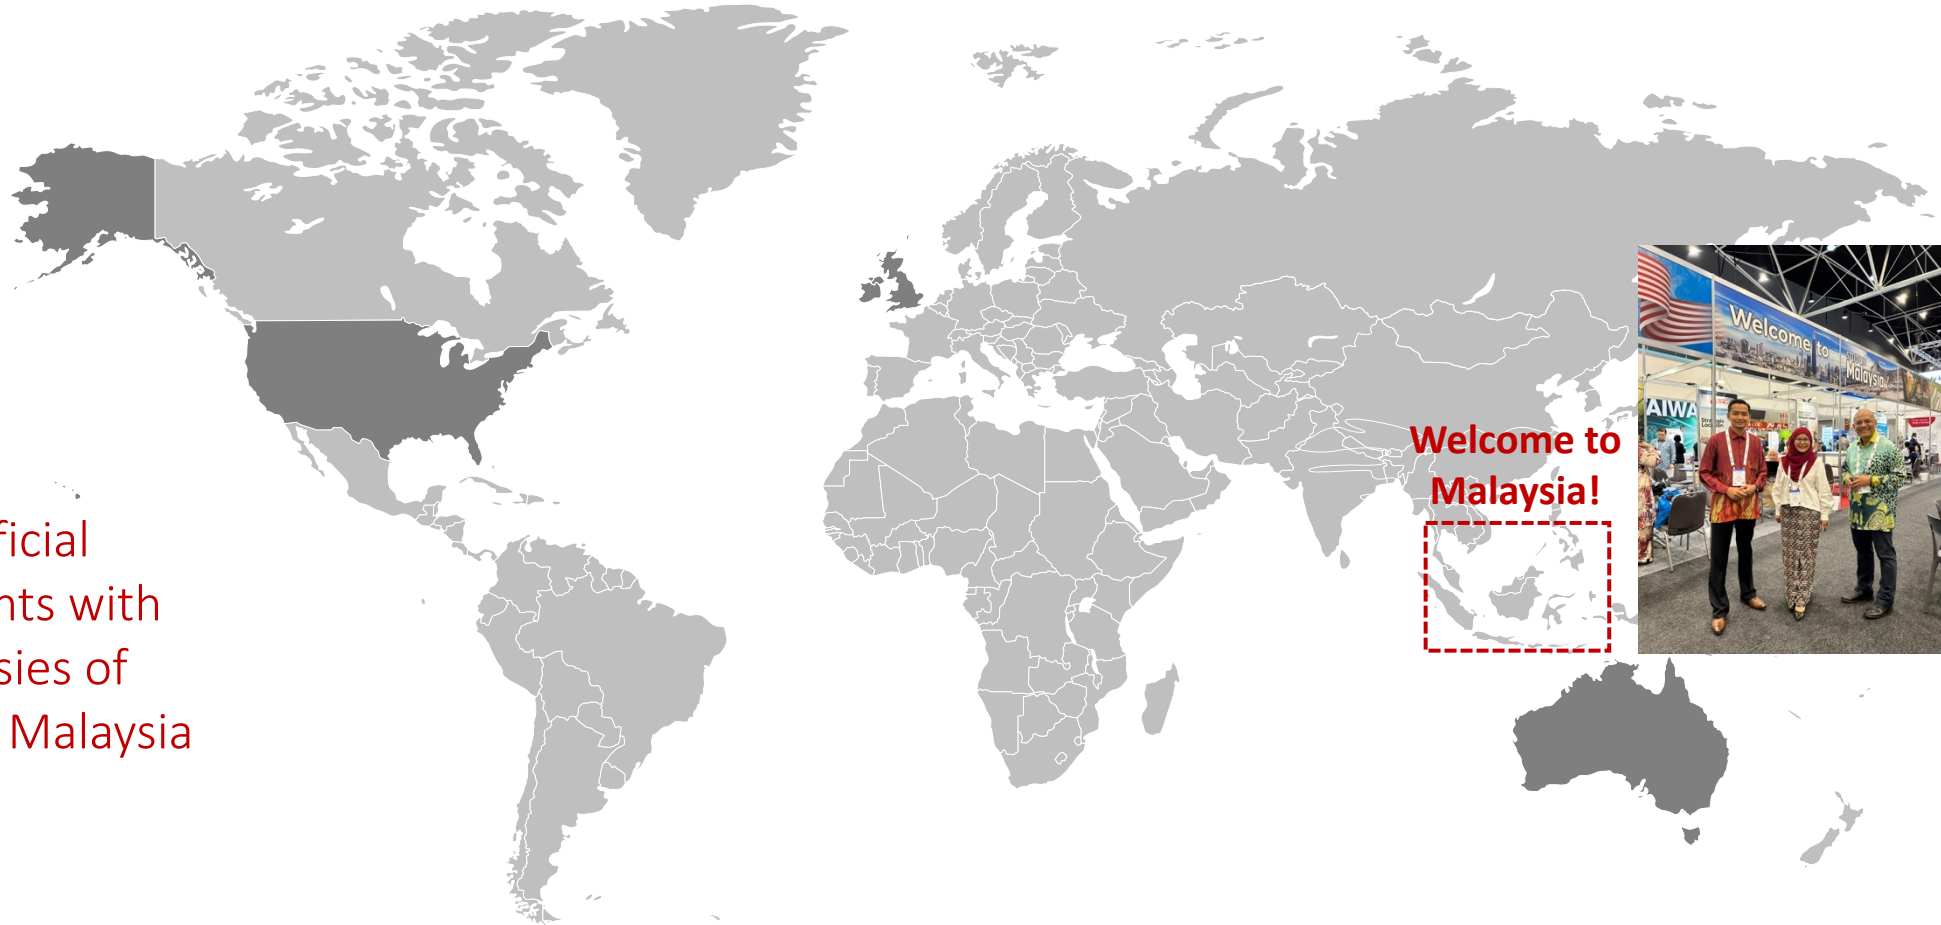 Welcome to
Malaysia!
ficial
nts with
sies of
Malaysia
Welcome to
Malaysia
AIWA